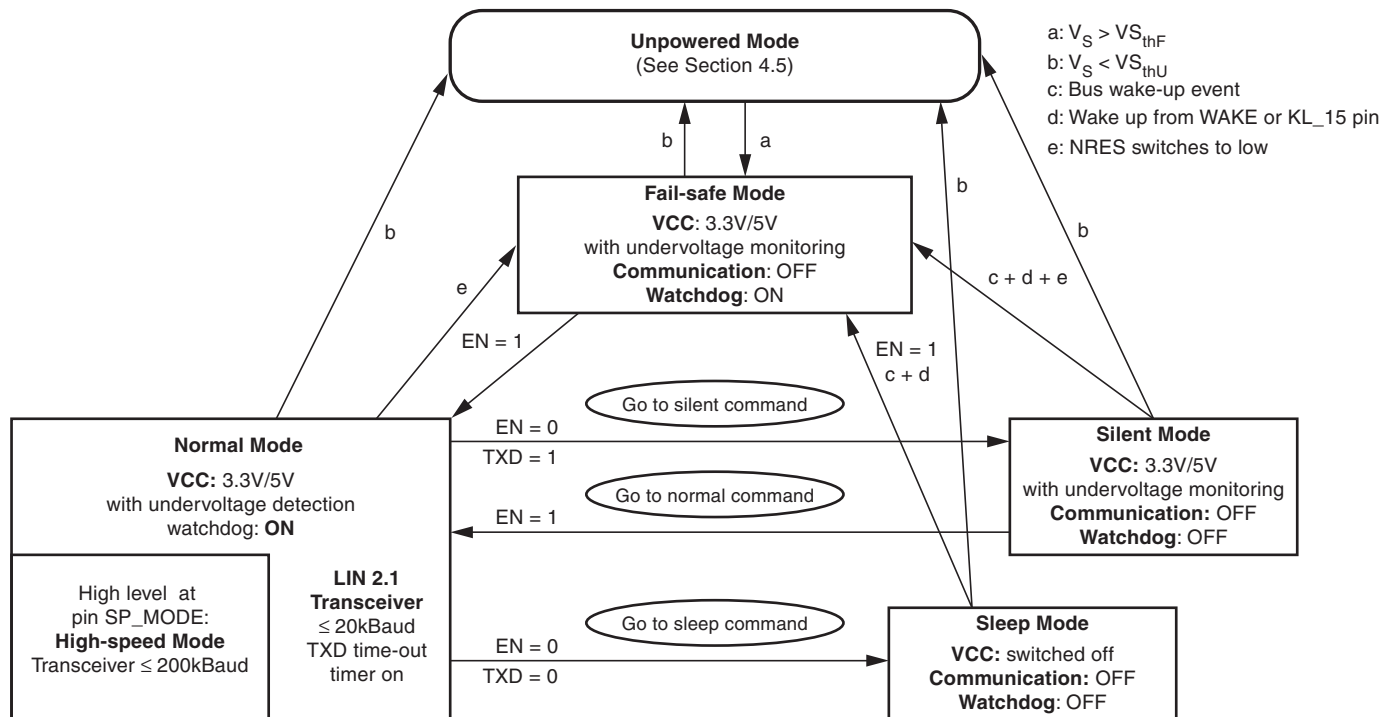 Unpowered Mode
(See Section 4.5)
a: V_S > VS_thF
b: V_S < VS_thU
c: Bus wake-up event
d: Wake up from WAKE or KL_15 pin
e: NRES switches to low
b
a
Fail-safe Mode
VCC: 3.3V/5V
with undervoltage monitoring
Communication: OFF
Watchdog: ON
b
e
EN = 1
b
b
c + d + e
EN = 1
c + d
Go to silent command
EN = 0
TXD = 1
Go to normal command
EN = 1
Go to sleep command
EN = 0
TXD = 0
Normal Mode
VCC: 3.3V/5V
with undervoltage detection
watchdog: ON
High level at
pin SP_MODE:
High-speed Mode
Transceiver ≤ 200kBaud
LIN 2.1
Transceiver
≤ 20kBaud
TXD time-out
timer on
Silent Mode
VCC: 3.3V/5V
with undervoltage monitoring
Communication: OFF
Watchdog: OFF
Sleep Mode
VCC: switched off
Communication: OFF
Watchdog: OFF